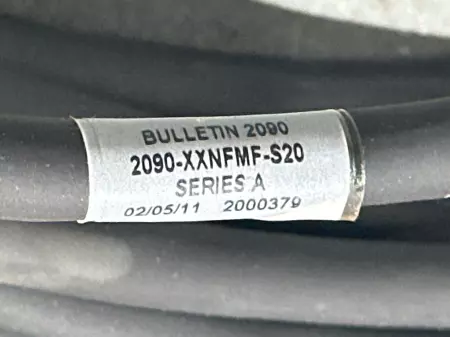 BULLETIN 2090
2090-XXNFMF-S20
SERIES A
02/05/11 2000379